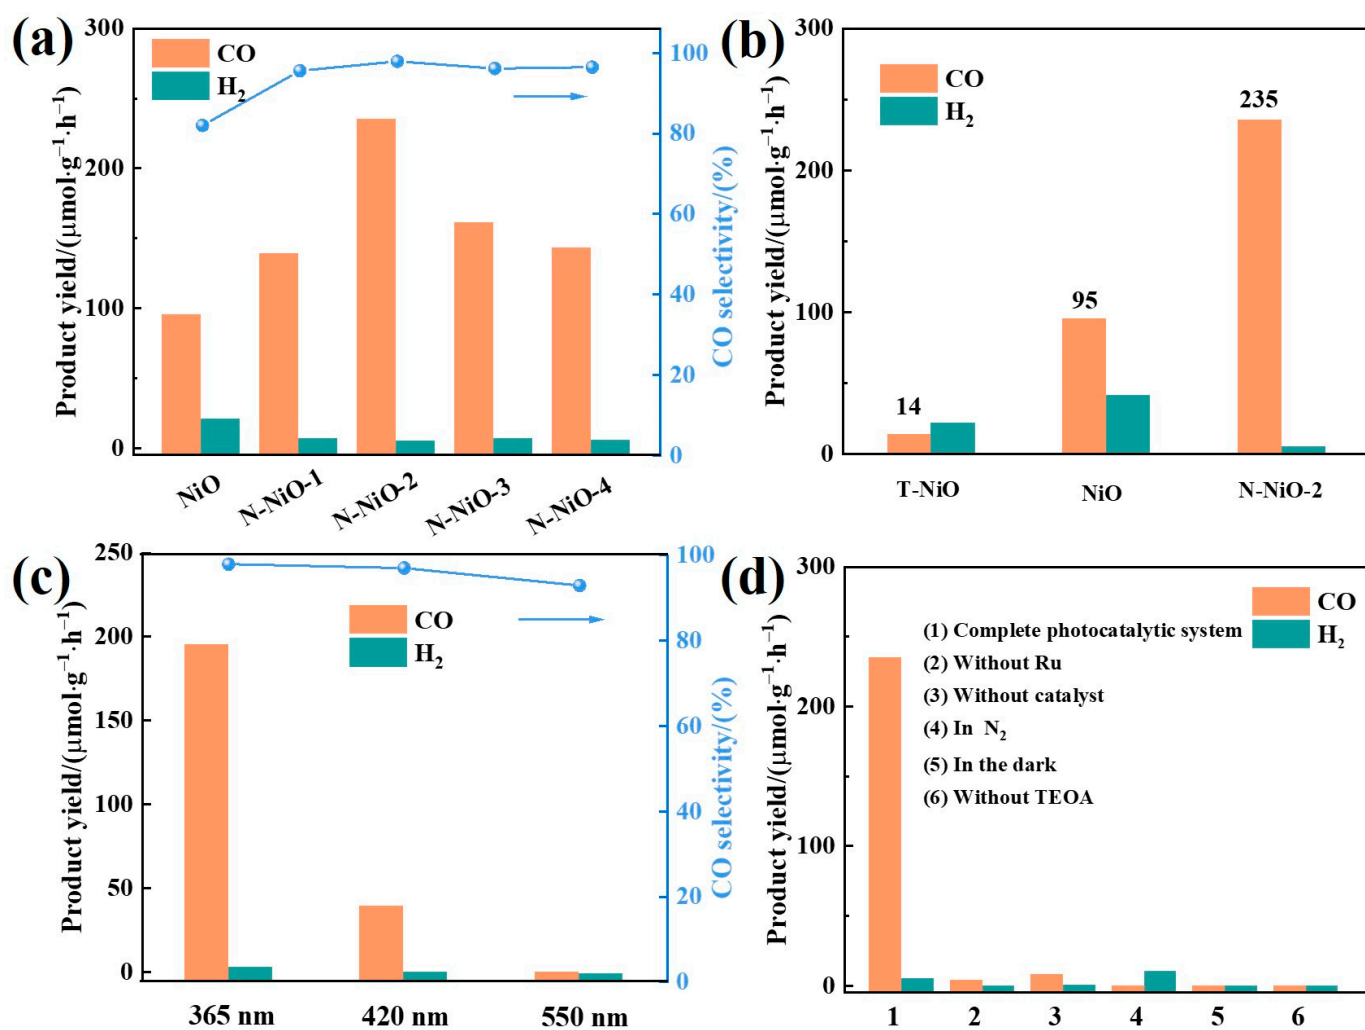 (a)
300
200
100
0
Product yield/(μmol·g⁻¹·h⁻¹)
CO
H₂
100
80
60
40
20
0
CO selectivity/(%)
NiO
N-NiO-1
N-NiO-2
N-NiO-3
N-NiO-4
(b)
300
200
100
0
Product yield/(μmol·g⁻¹·h⁻¹)
CO
H₂
14
95
235
T-NiO
NiO
N-NiO-2
(c)
250
200
150
100
50
0
Product yield/(μmol·g⁻¹·h⁻¹)
CO
H₂
100
80
60
40
20
0
CO selectivity/(%)
365 nm
420 nm
550 nm
(d)
300
200
100
0
Product yield/(μmol·g⁻¹·h⁻¹)
CO
H₂
(1) Complete photocatalytic system
(2) Without Ru
(3) Without catalyst
(4) In N₂
(5) In the dark
(6) Without TEOA
1
2
3
4
5
6